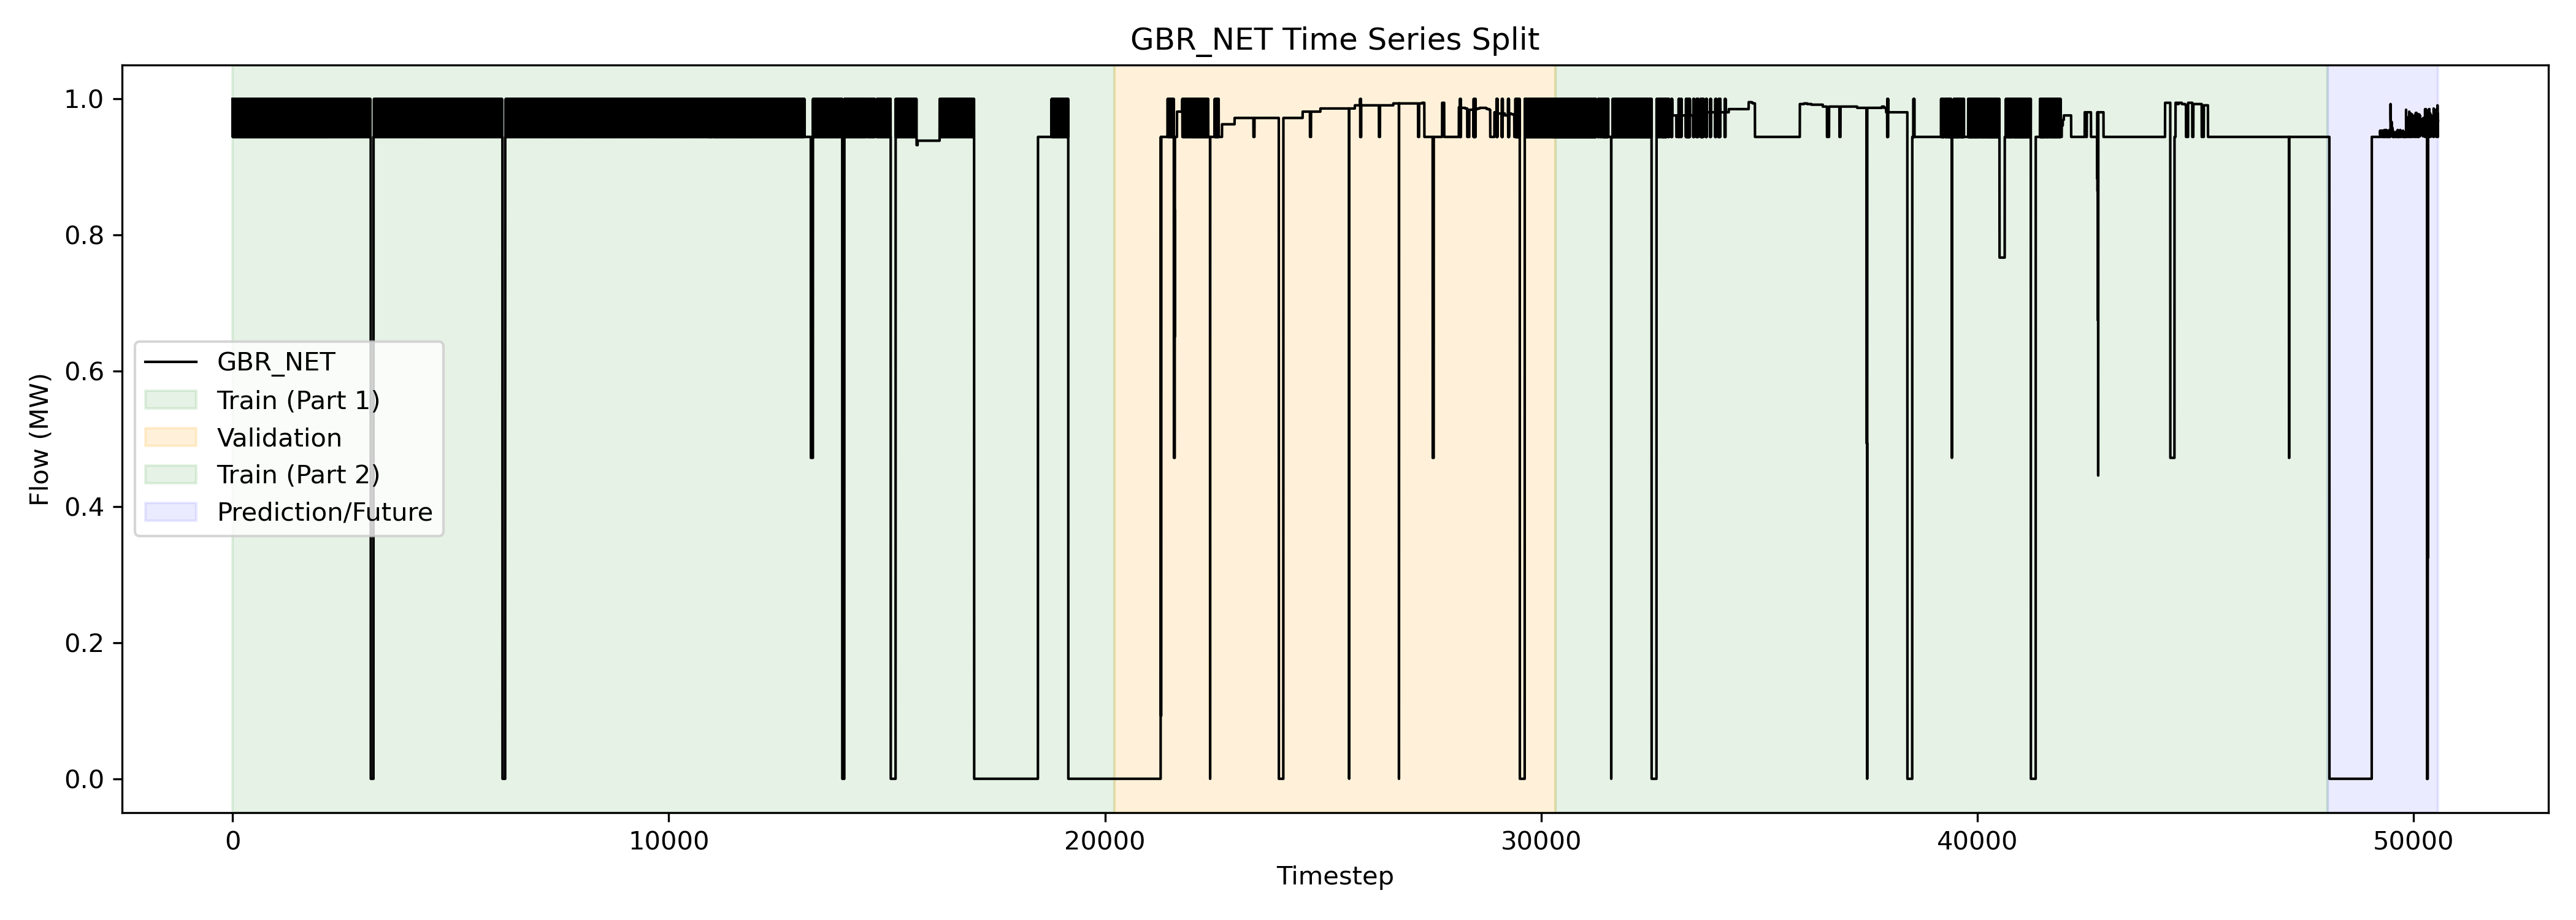 GBR_NET Time Series Split
Flow (MW)
1.0
0.8
0.6
0.4
0.2
0.0
GBR_NET
Train (Part 1)
Validation
Train (Part 2)
Prediction/Future
0
10000
20000
30000
40000
50000
Timestep